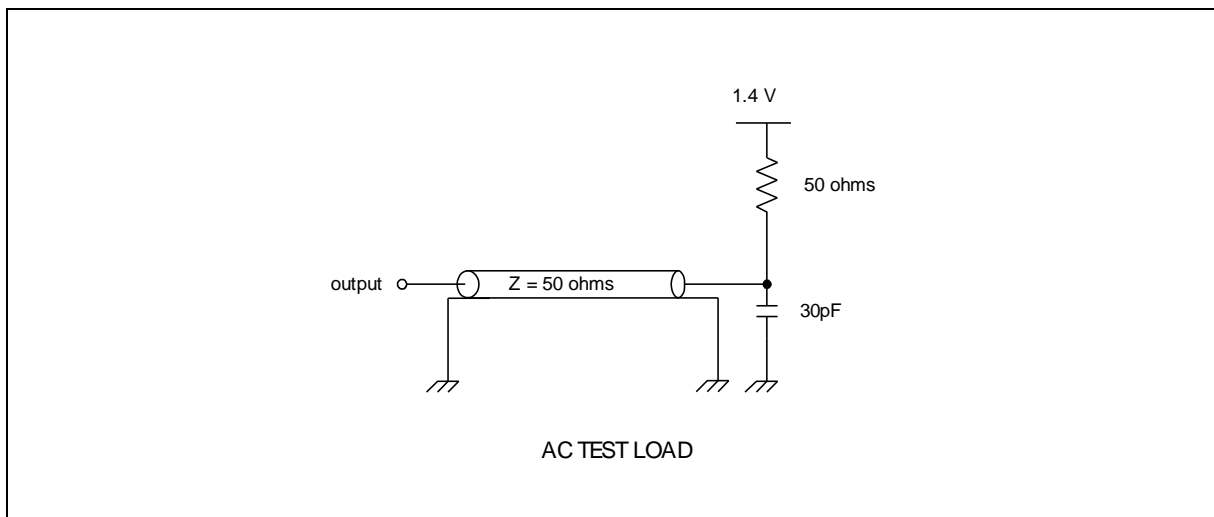 1.4 V
50 ohms
output
Z = 50 ohms
30pF
AC TEST LOAD